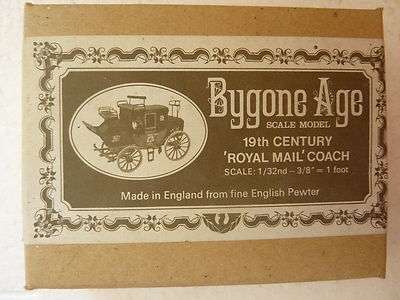 Bygone Age
SCALE MODEL
19th CENTURY
'ROYAL MAIL' COACH
SCALE: 1/32nd – 3/8" = 1 foot
Made in England from fine English Pewter